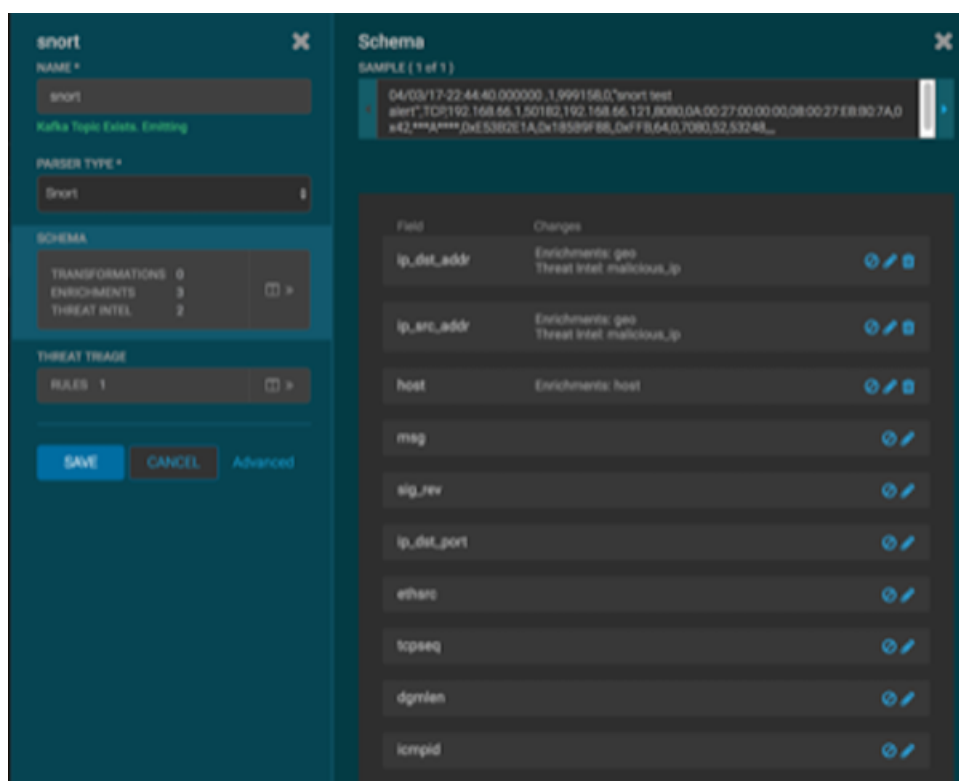 snort
NAME *
snort
Kafka Topic Exists. Emitting
PARSER TYPE *
Snort
SCHEMA
TRANSFORMATIONS 0
ENRICHMENTS 3
THREAT INTEL 2
THREAT TRIAGE
RULES 1
SAVE CANCEL Advanced
Schema
SAMPLE ( 1 of 1 )
04/03/17-22:44:40.000000 ,1,999158,0,"snort test
alert",TCP,192.168.66.1,50182,192.168.66.121,8080,0A:00:27:00:00:00,08:00:27:E8:B0:7A,0
x42,***A****,0xE53B2E1A,0x18589FBB,,0xFFB,64,0,7080,52,53248,,,,
Field Changes
ip_dst_addr
Enrichments: geo
Threat Intel: malicious_ip
ip_src_addr
Enrichments: geo
Threat Intel: malicious_ip
host
Enrichments: host
msg
sig_rev
ip_dst_port
ethsrc
tcpseq
dgmlen
icmpid